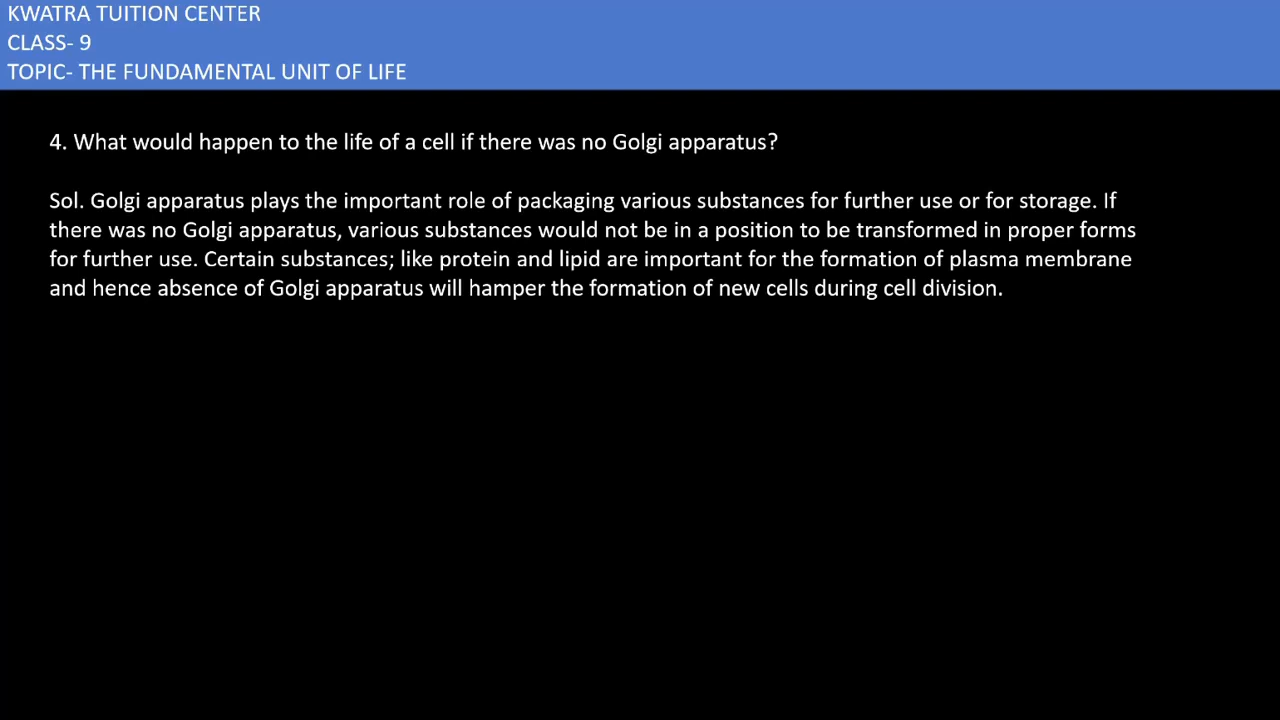 KWATRA TUITION CENTER
CLASS- 9
TOPIC- THE FUNDAMENTAL UNIT OF LIFE
4. What would happen to the life of a cell if there was no Golgi apparatus?
Sol. Golgi apparatus plays the important role of packaging various substances for further use or for storage. If
there was no Golgi apparatus, various substances would not be in a position to be transformed in proper forms
for further use. Certain substances; like protein and lipid are important for the formation of plasma membrane
and hence absence of Golgi apparatus will hamper the formation of new cells during cell division.